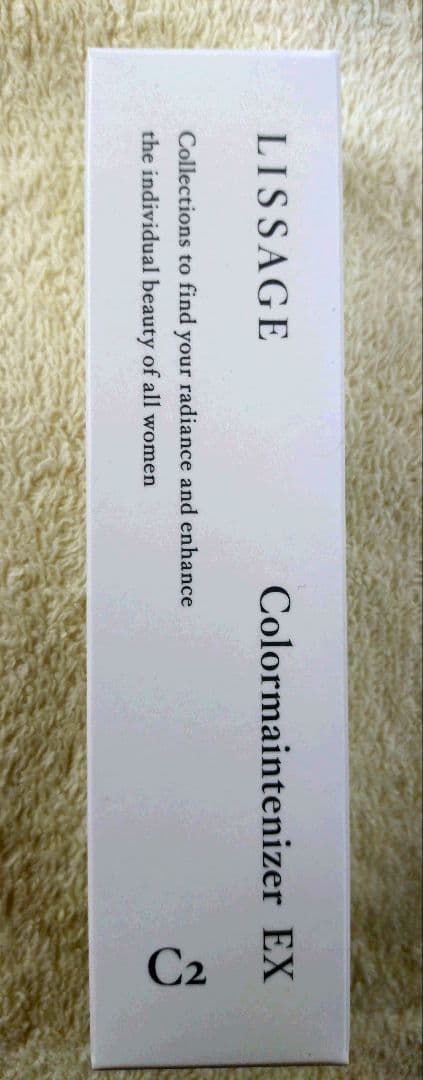 LISSAGE Colormaintenizer EX
Collections to find your radiance and enhance
the individual beauty of all women
C2